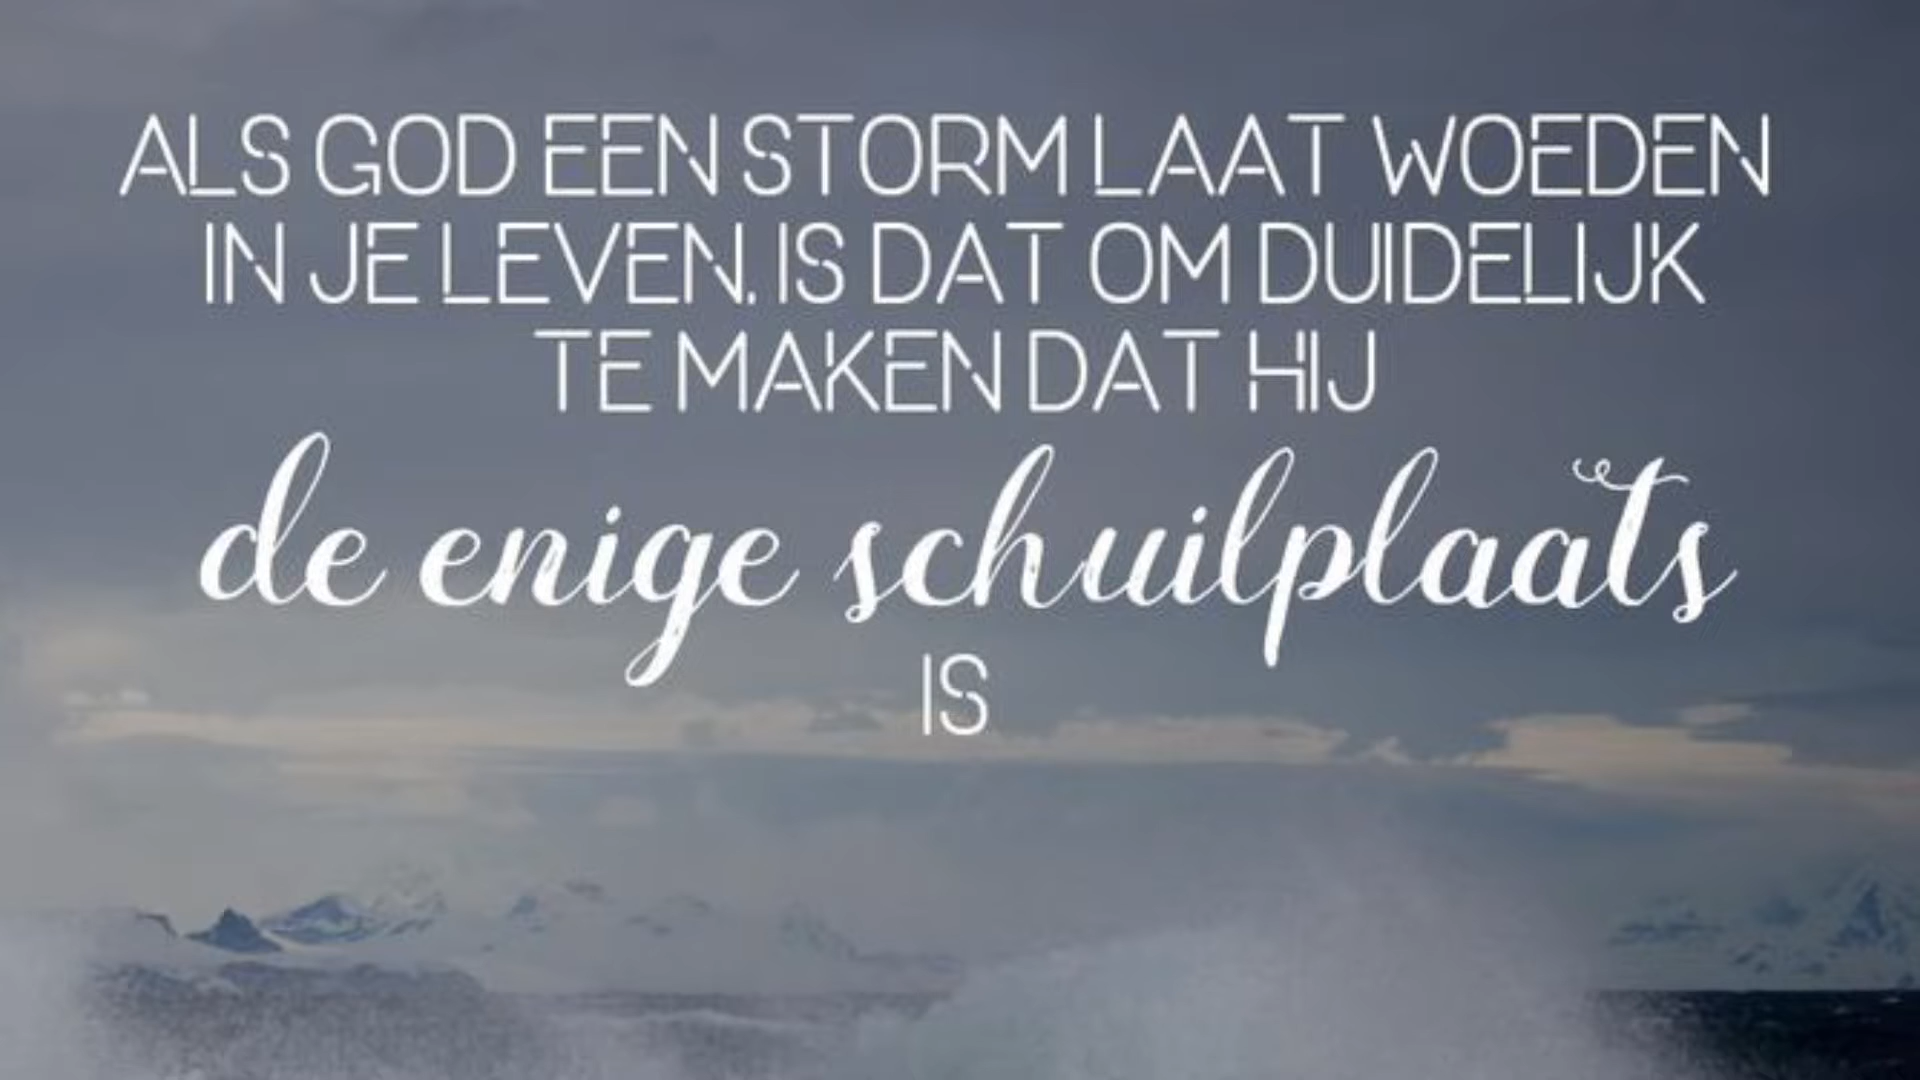 ALS GOD EEN STORM LAAT WOEDEN
IN JE LEVEN, IS DAT OM DUIDELIJK
TE MAKEN DAT HIJ
de enige schuilplaats
IS